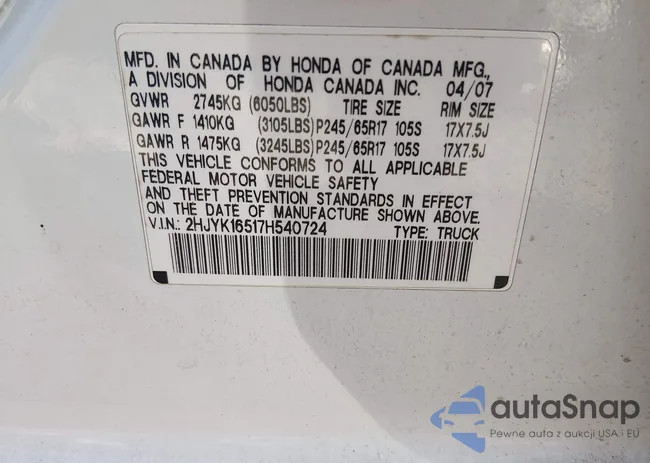 MFD. IN CANADA BY HONDA OF CANADA MFG.,
A DIVISION OF HONDA CANADA INC. 04/07
GVWR 2745KG (6050LBS) TIRE SIZE RIM SIZE
GAWR F 1410KG (3105LBS)P245/65R17 105S 17X7.5J
GAWR R 1475KG (3245LBS)P245/65R17 105S 17X7.5J
THIS VEHICLE CONFORMS TO ALL APPLICABLE
FEDERAL MOTOR VEHICLE SAFETY
AND THEFT PREVENTION STANDARDS IN EFFECT
ON THE DATE OF MANUFACTURE SHOWN ABOVE.
V.I.N.: 2HJYK16517H540724 TYPE: TRUCK
autaSnap
Pewne auta z aukcji USA i EU